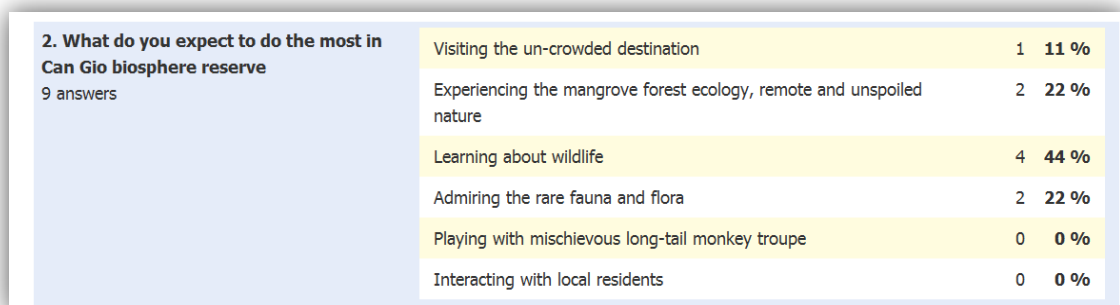 2. What do you expect to do the most in
Can Gio biosphere reserve
9 answers
Visiting the un-crowded destination 1 11 %
Experiencing the mangrove forest ecology, remote and unspoiled 2 22 %
nature
Learning about wildlife 4 44 %
Admiring the rare fauna and flora 2 22 %
Playing with mischievous long-tail monkey troupe 0 0 %
Interacting with local residents 0 0 %